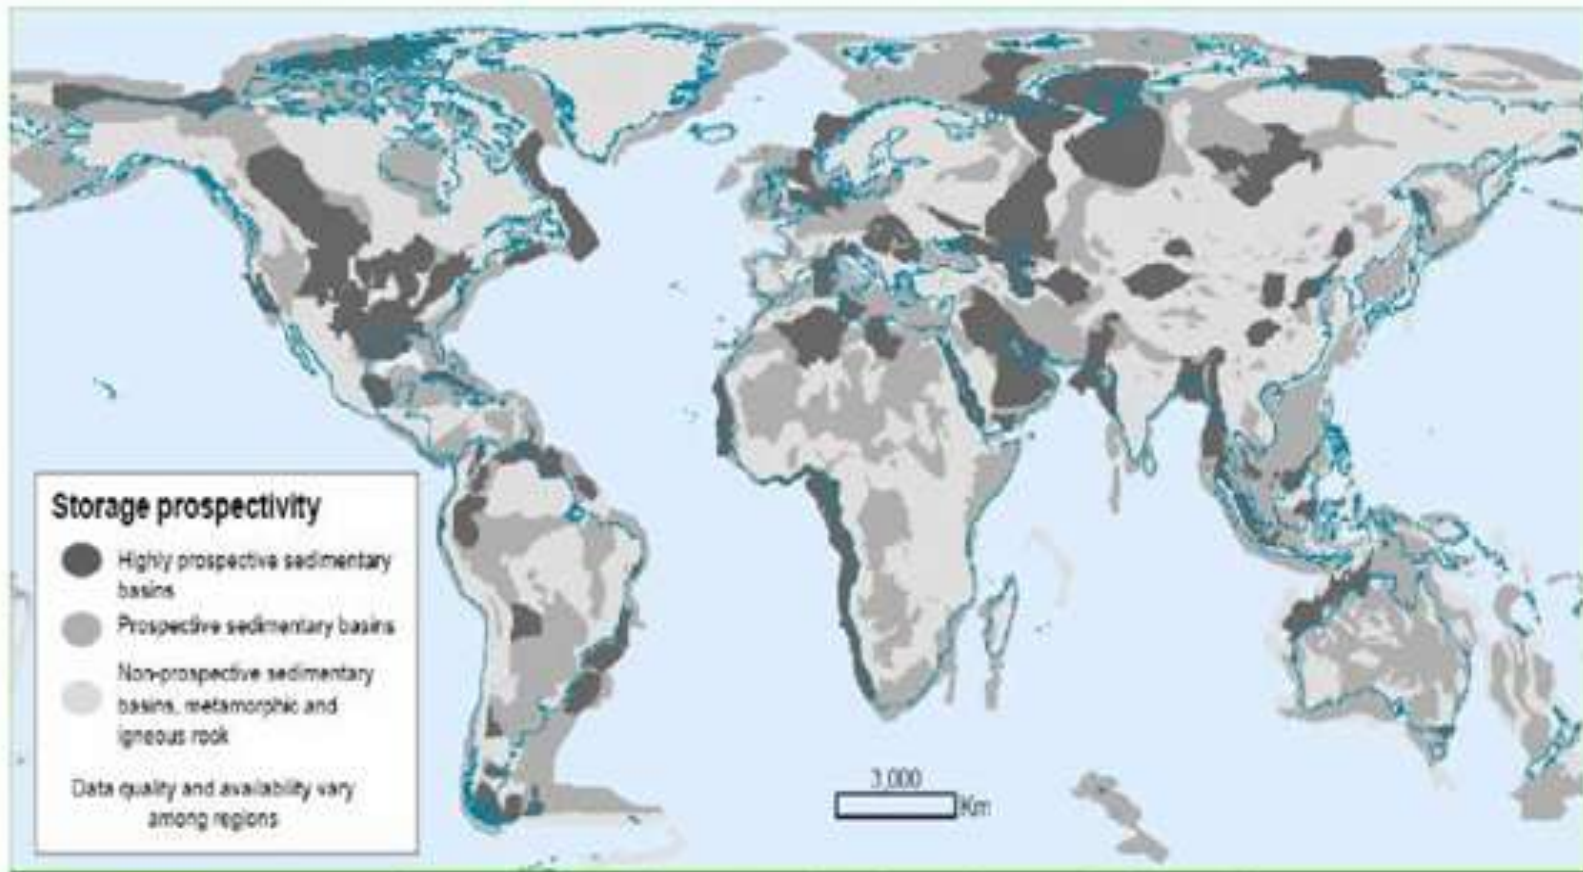 Storage prospectivity
Highly prospective sedimentary
basins
Prospective sedimentary basins
Non-prospective sedimentary
basins, metamorphic and
igneous rook
Data quality and availability vary
among regions
3,000
Km